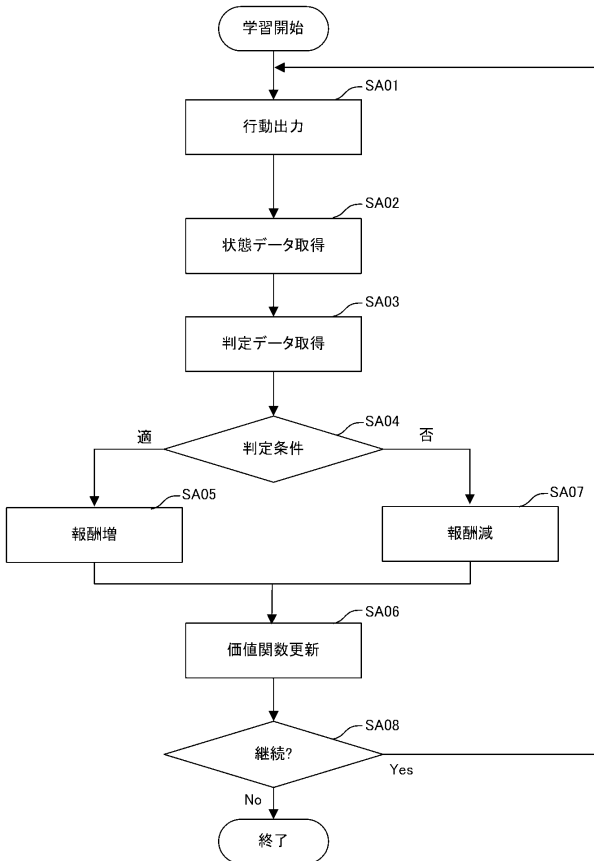 学習開始
SA01
行動出力
SA02
状態データ取得
SA03
判定データ取得
SA04
適
判定条件
否
SA05
報酬増
SA07
報酬減
SA06
価値関数更新
SA08
継続?
Yes
No
終了